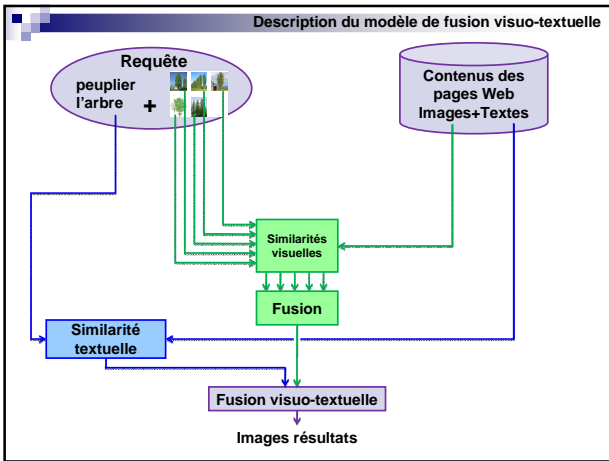 Description du modèle de fusion visuo-textuelle
Requête
peuplier
l'arbre
+
Contenus des
pages Web
Images+Textes
Similarités
visuelles
Fusion
Similarité
textuelle
Fusion visuo-textuelle
Images résultats